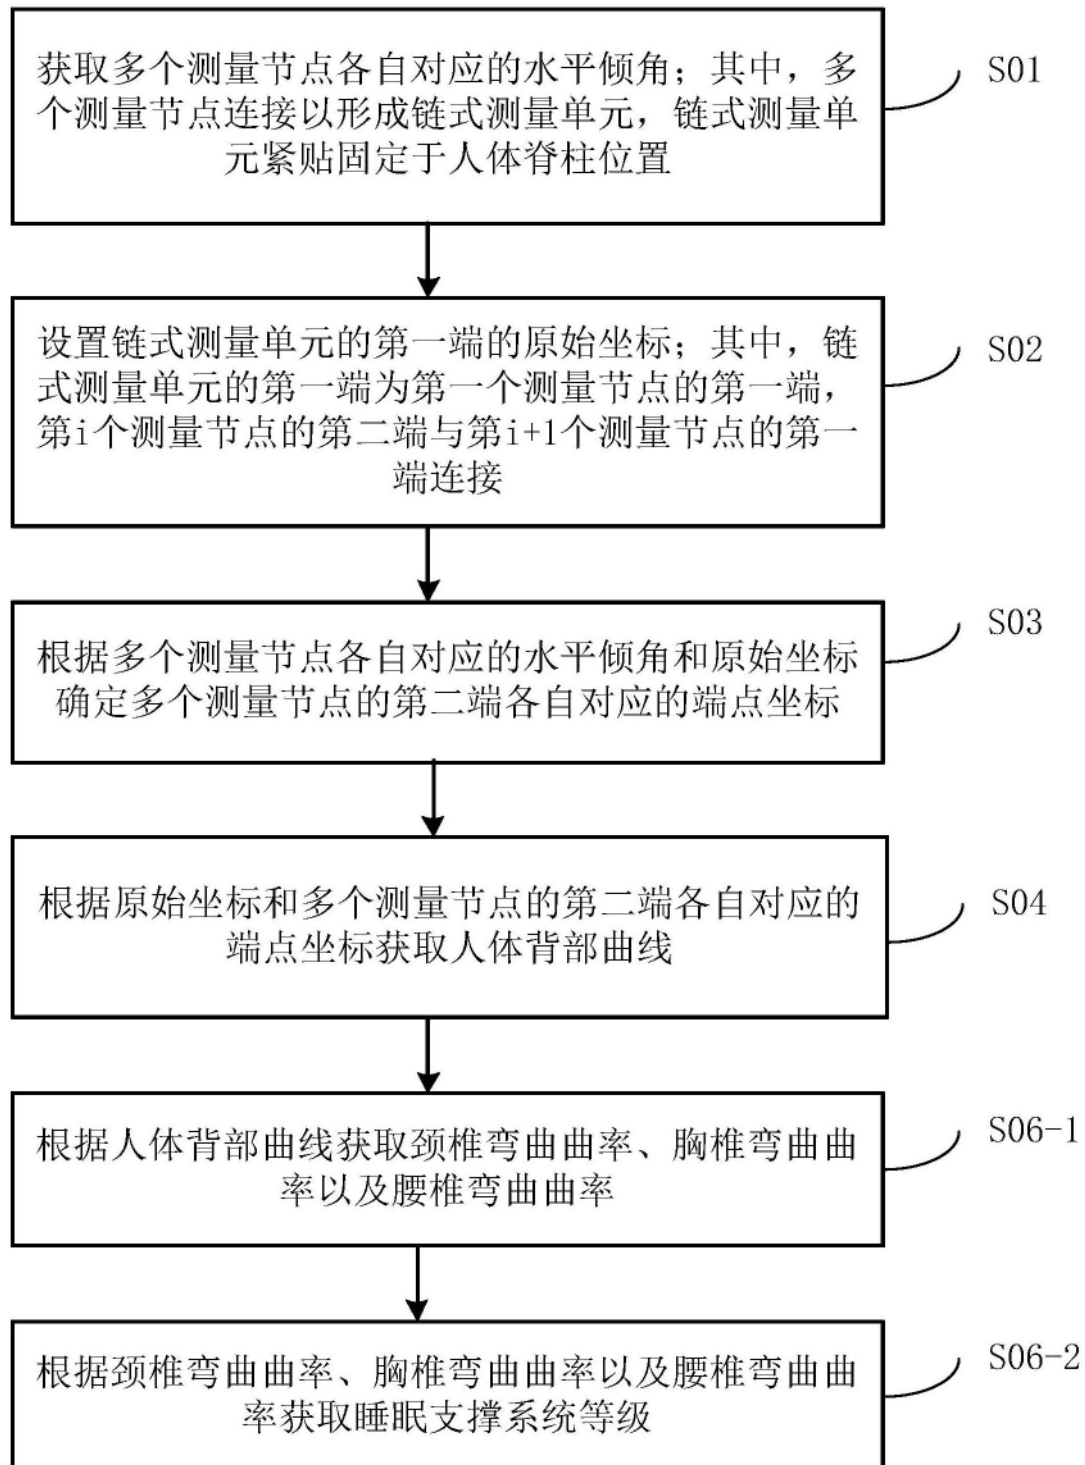 获取多个测量节点各自对应的水平倾角；其中，多
个测量节点连接以形成链式测量单元，链式测量单
元紧贴固定于人体脊柱位置
S01
设置链式测量单元的第一端的原始坐标；其中，链
式测量单元的第一端为第一个测量节点的第一端，
第i个测量节点的第二端与第i+1个测量节点的第一
端连接
S02
根据多个测量节点各自对应的水平倾角和原始坐标
确定多个测量节点的第二端各自对应的端点坐标
S03
根据原始坐标和多个测量节点的第二端各自对应的
端点坐标获取人体背部曲线
S04
根据人体背部曲线获取颈椎弯曲曲率、胸椎弯曲曲
率以及腰椎弯曲曲率
S06-1
根据颈椎弯曲曲率、胸椎弯曲曲率以及腰椎弯曲曲
率获取睡眠支撑系统等级
S06-2